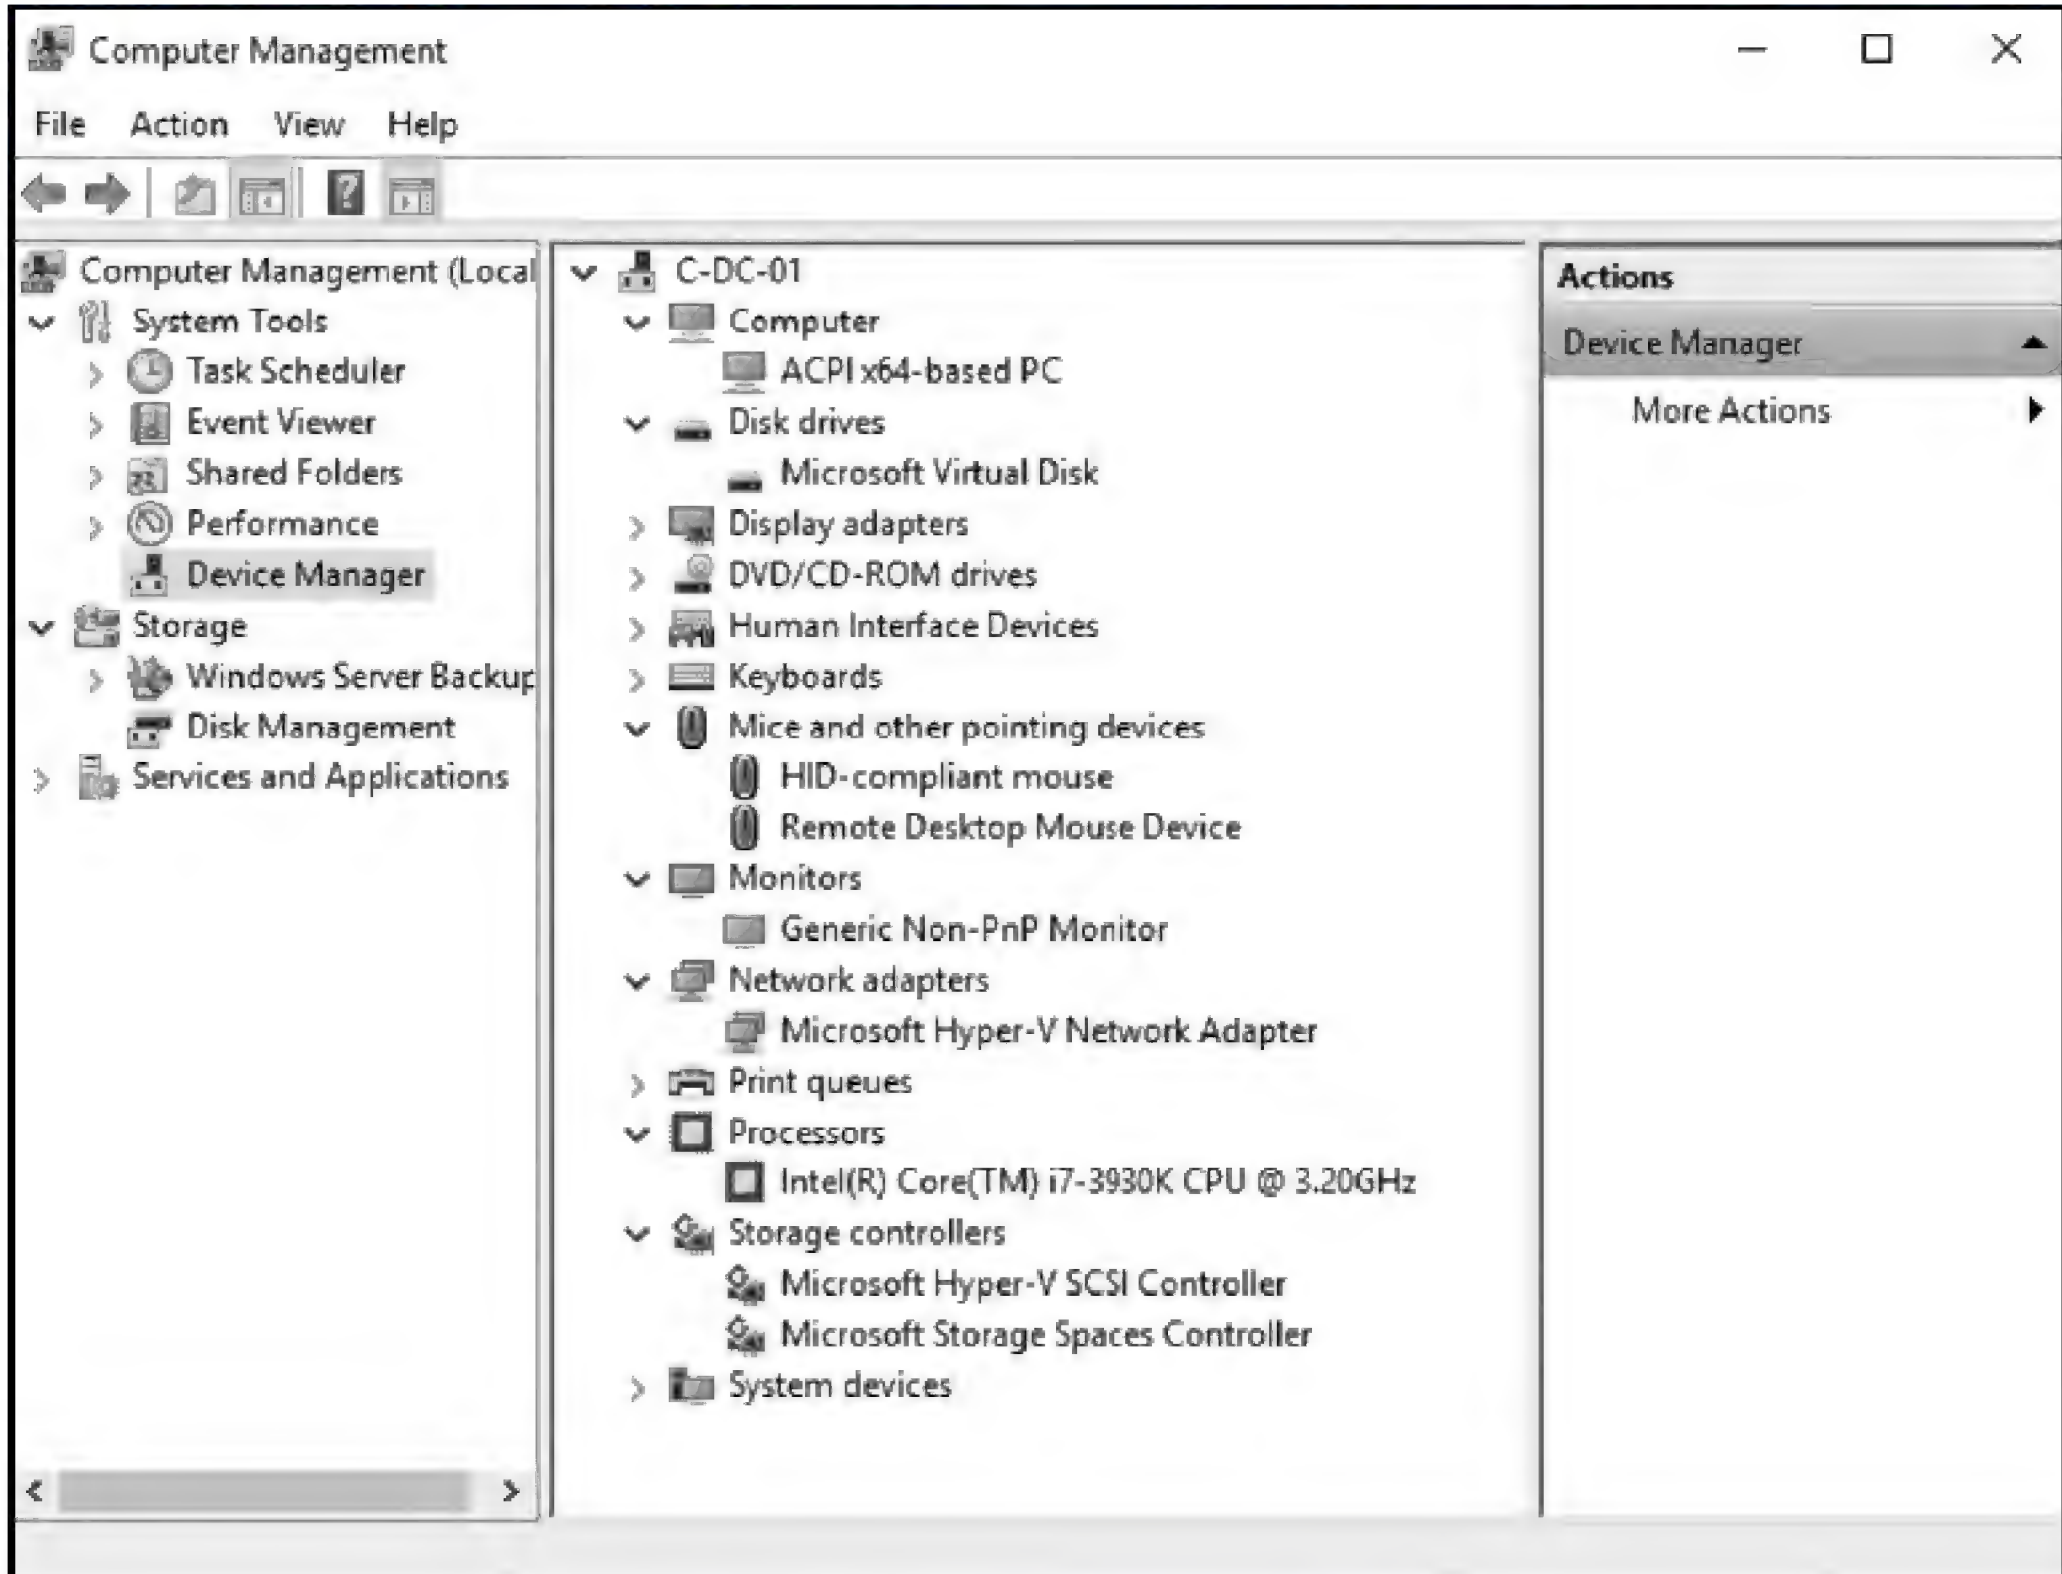 Computer Management
File Action View Help
Computer Management (Local
System Tools
Task Scheduler
Event Viewer
Shared Folders
Performance
Device Manager
Storage
Windows Server Backup
Disk Management
Services and Applications
C-DC-01
Computer
ACPI x64-based PC
Disk drives
Microsoft Virtual Disk
Display adapters
DVD/CD-ROM drives
Human Interface Devices
Keyboards
Mice and other pointing devices
HID-compliant mouse
Remote Desktop Mouse Device
Monitors
Generic Non-PnP Monitor
Network adapters
Microsoft Hyper-V Network Adapter
Print queues
Processors
Intel(R) Core(TM) i7-3930K CPU @ 3.20GHz
Storage controllers
Microsoft Hyper-V SCSI Controller
Microsoft Storage Spaces Controller
System devices
Actions
Device Manager
More Actions